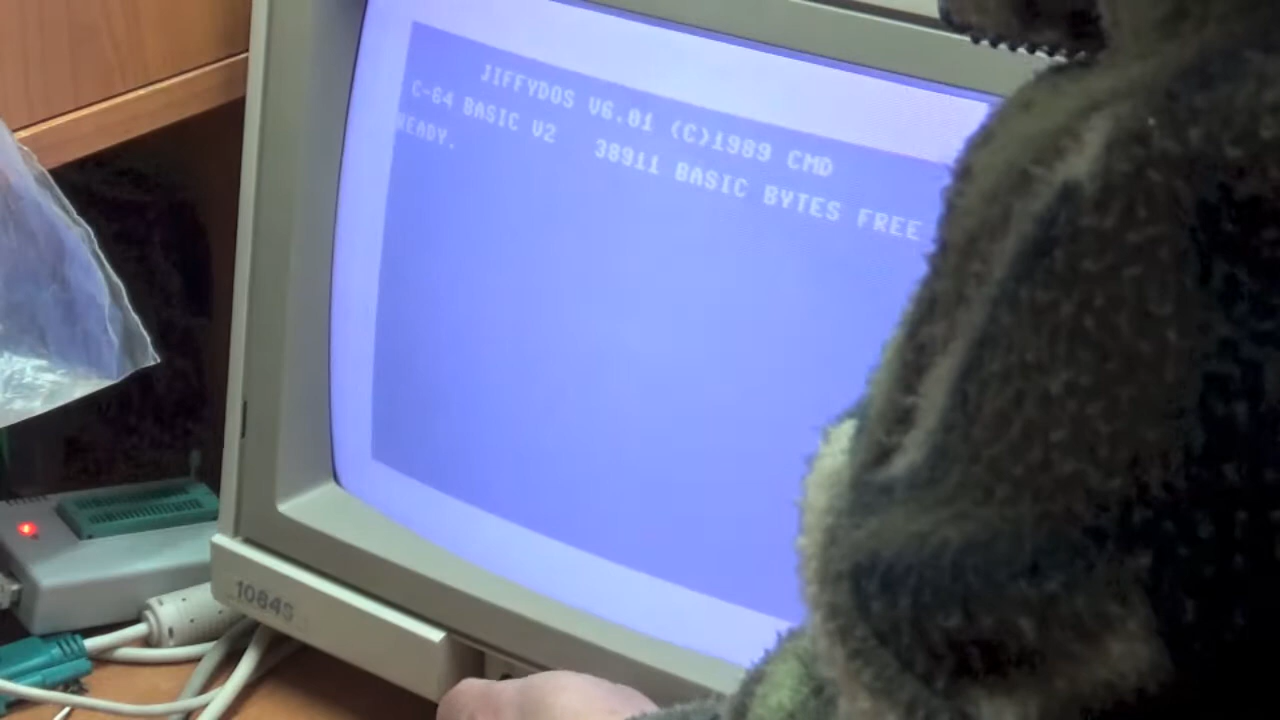 JIFFYDOS V6.01 (C)1989 CMD
C-64 BASIC V2   38911 BASIC BYTES FREE
READY.
1084S